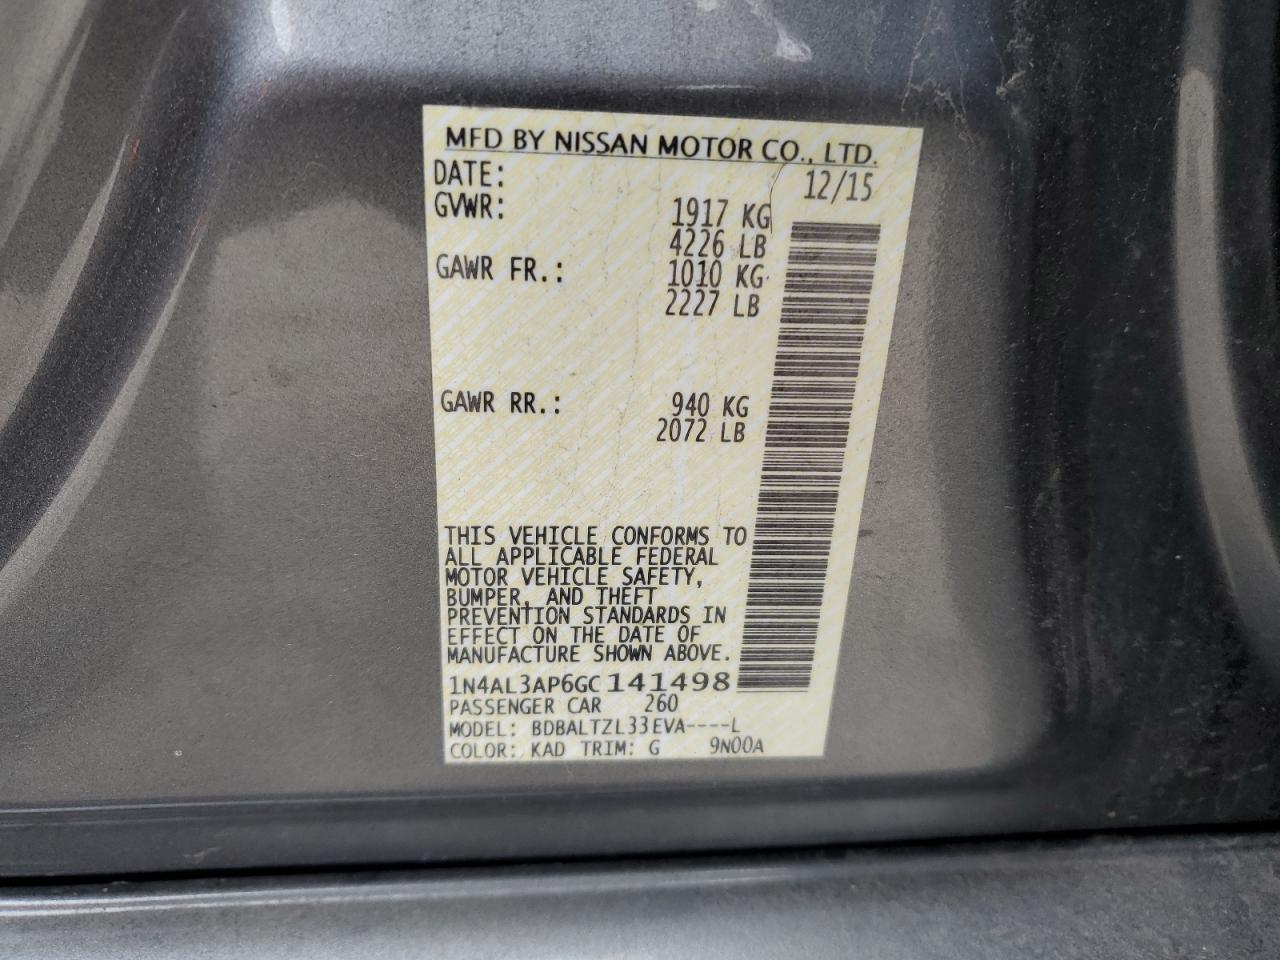 MFD BY NISSAN MOTOR CO., LTD.
DATE: 12/15
GVWR: 1917 KG
4226 LB
GAWR FR.: 1010 KG
2227 LB
GAWR RR.: 940 KG
2072 LB
THIS VEHICLE CONFORMS TO
ALL APPLICABLE FEDERAL
MOTOR VEHICLE SAFETY,
BUMPER, AND THEFT
PREVENTION STANDARDS IN
EFFECT ON THE DATE OF
MANUFACTURE SHOWN ABOVE.
1N4AL3AP6GC141498
PASSENGER CAR 260
MODEL: BDBALTZL33EVA----L
COLOR: KAD TRIM: G 9N00A